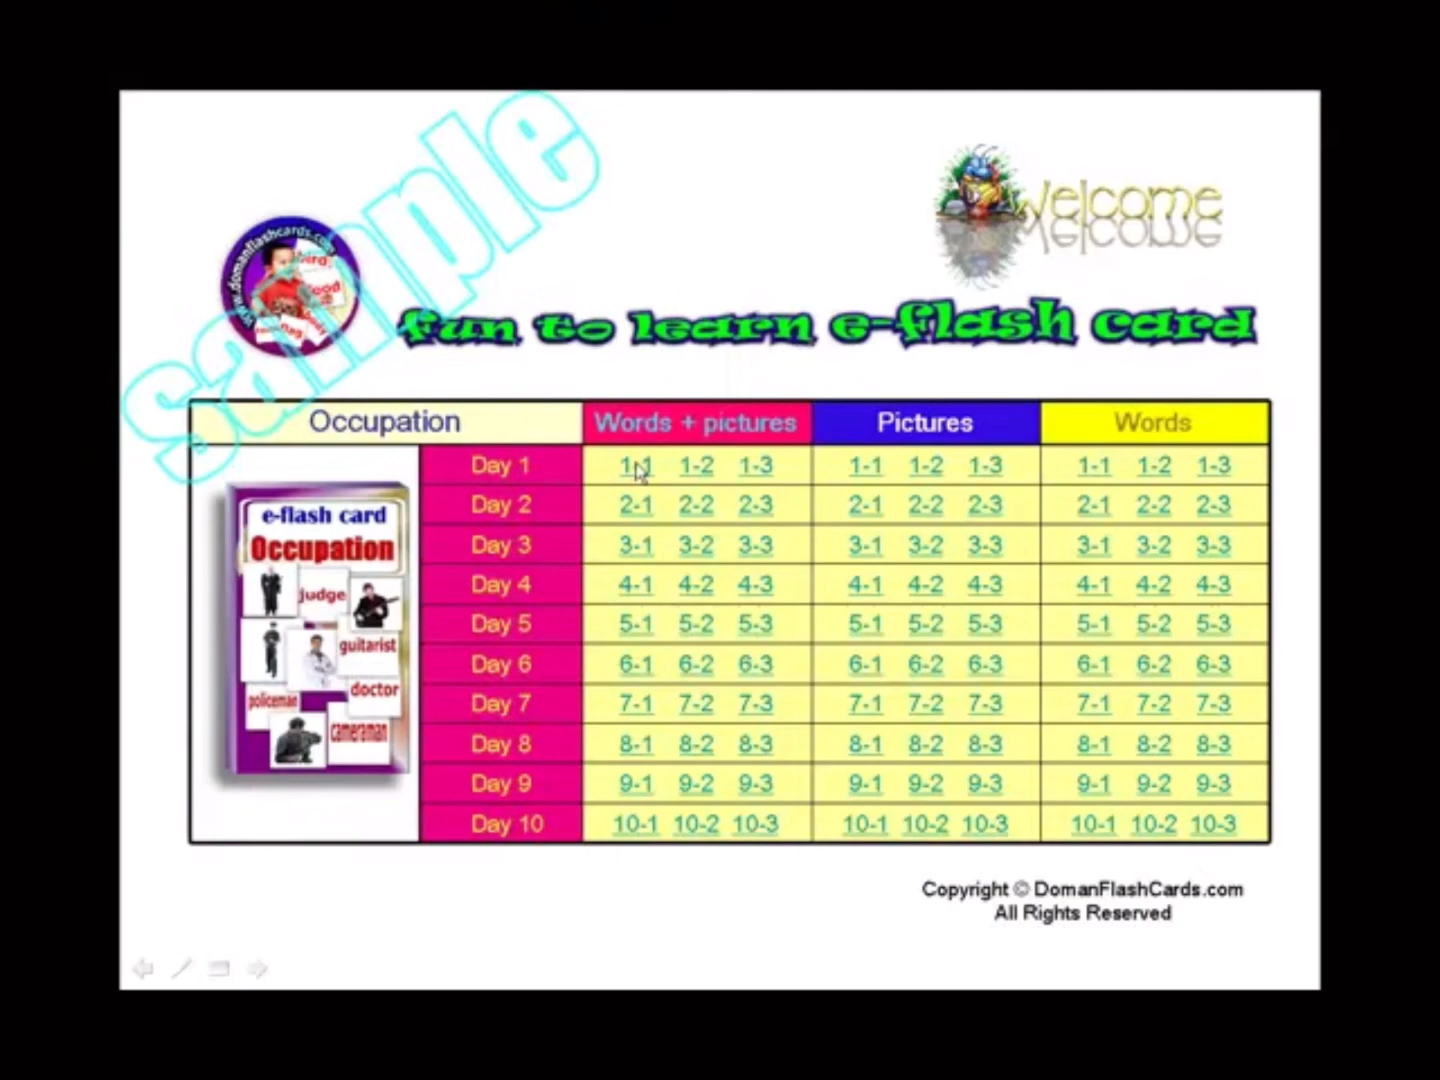 Sample
welcome
www.domanflashcards.com
fun to learn e-flash card
Occupation Words + pictures Pictures Words
Day 1 1-1 1-2 1-3 1-1 1-2 1-3 1-1 1-2 1-3
Day 2 2-1 2-2 2-3 2-1 2-2 2-3 2-1 2-2 2-3
Day 3 3-1 3-2 3-3 3-1 3-2 3-3 3-1 3-2 3-3
Day 4 4-1 4-2 4-3 4-1 4-2 4-3 4-1 4-2 4-3
Day 5 5-1 5-2 5-3 5-1 5-2 5-3 5-1 5-2 5-3
Day 6 6-1 6-2 6-3 6-1 6-2 6-3 6-1 6-2 6-3
Day 7 7-1 7-2 7-3 7-1 7-2 7-3 7-1 7-2 7-3
Day 8 8-1 8-2 8-3 8-1 8-2 8-3 8-1 8-2 8-3
Day 9 9-1 9-2 9-3 9-1 9-2 9-3 9-1 9-2 9-3
Day 10 10-1 10-2 10-3 10-1 10-2 10-3 10-1 10-2 10-3
e-flash card
Occupation
judge
guitarist
doctor
policeman
cameraman
Copyright © DomanFlashCards.com
All Rights Reserved